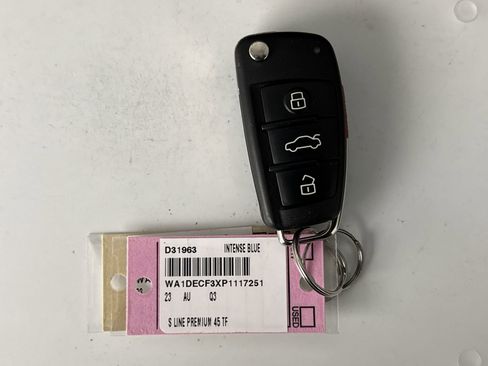 D31963 INTENSE BLUE
WA1DECF3XP1117251
23 AU Q3
S LINE PREMIUM 45 TF
USED